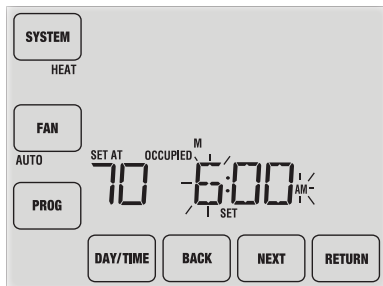 SYSTEM
HEAT
FAN
AUTO
M
SET AT OCCUPIED
70 6:00 AM
SET
PROG
DAY/TIME BACK NEXT RETURN